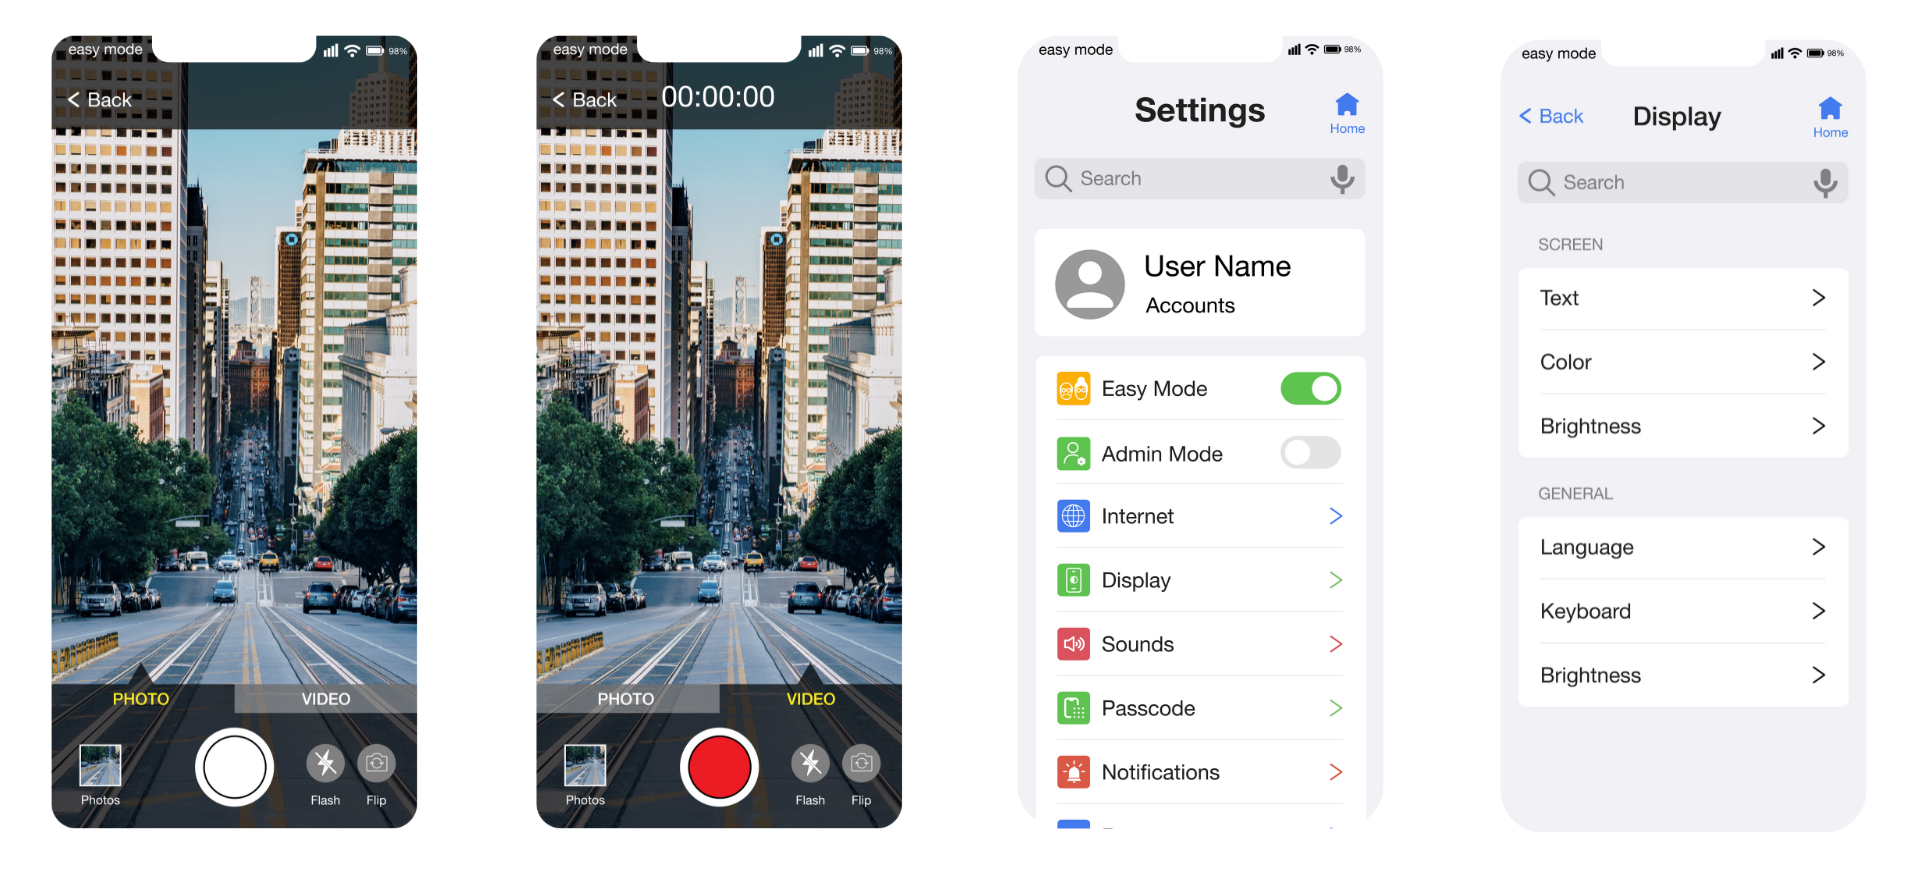 easy mode
98%
< Back
PHOTO
VIDEO
Photos
Flash
Flip
easy mode
98%
< Back
00:00:00
PHOTO
VIDEO
Photos
Flash
Flip
easy mode
98%
Settings
Home
Search
User Name
Accounts
Easy Mode
Admin Mode
Internet
Display
Sounds
Passcode
Notifications
easy mode
98%
< Back
Display
Home
Search
SCREEN
Text
Color
Brightness
GENERAL
Language
Keyboard
Brightness